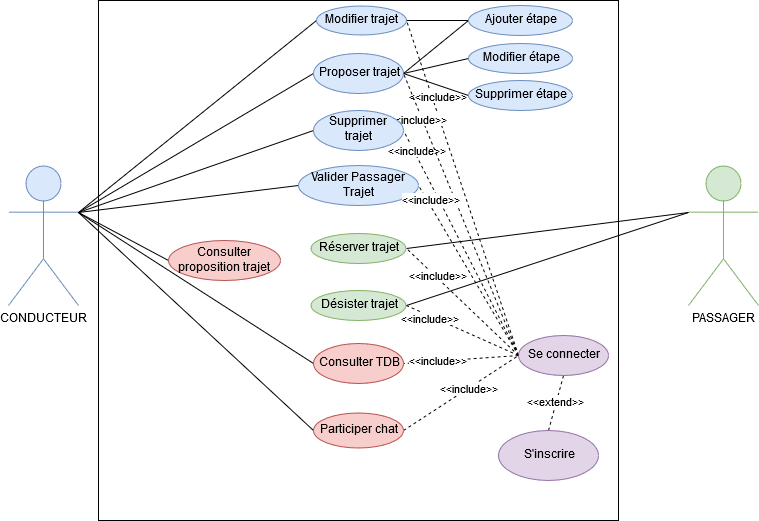 Modifier trajet
Ajouter étape
Proposer trajet
Modifier étape
Supprimer étape
<<include>>
Supprimer
trajet
<<include>>
<<include>>
Valider Passager
Trajet
<<include>>
Réserver trajet
Consulter
proposition trajet
<<include>>
Désister trajet
<<include>>
CONDUCTEUR
PASSAGER
Consulter TDB
<<include>>
Se connecter
<<include>>
<<extend>>
Participer chat
S'inscrire